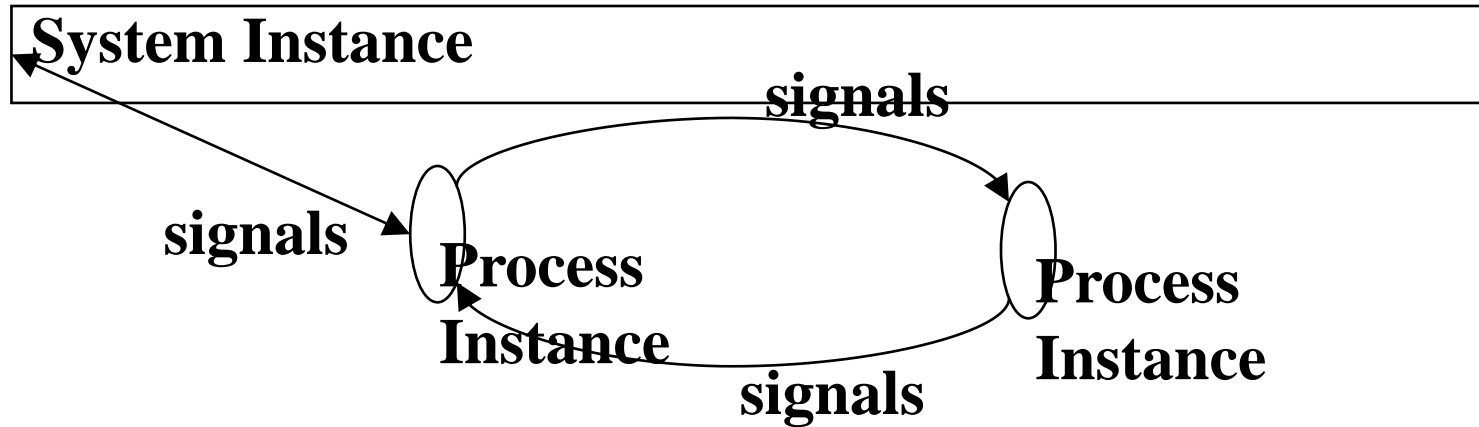 System Instance
signals
signals
Process
Instance
Process
Instance
signals